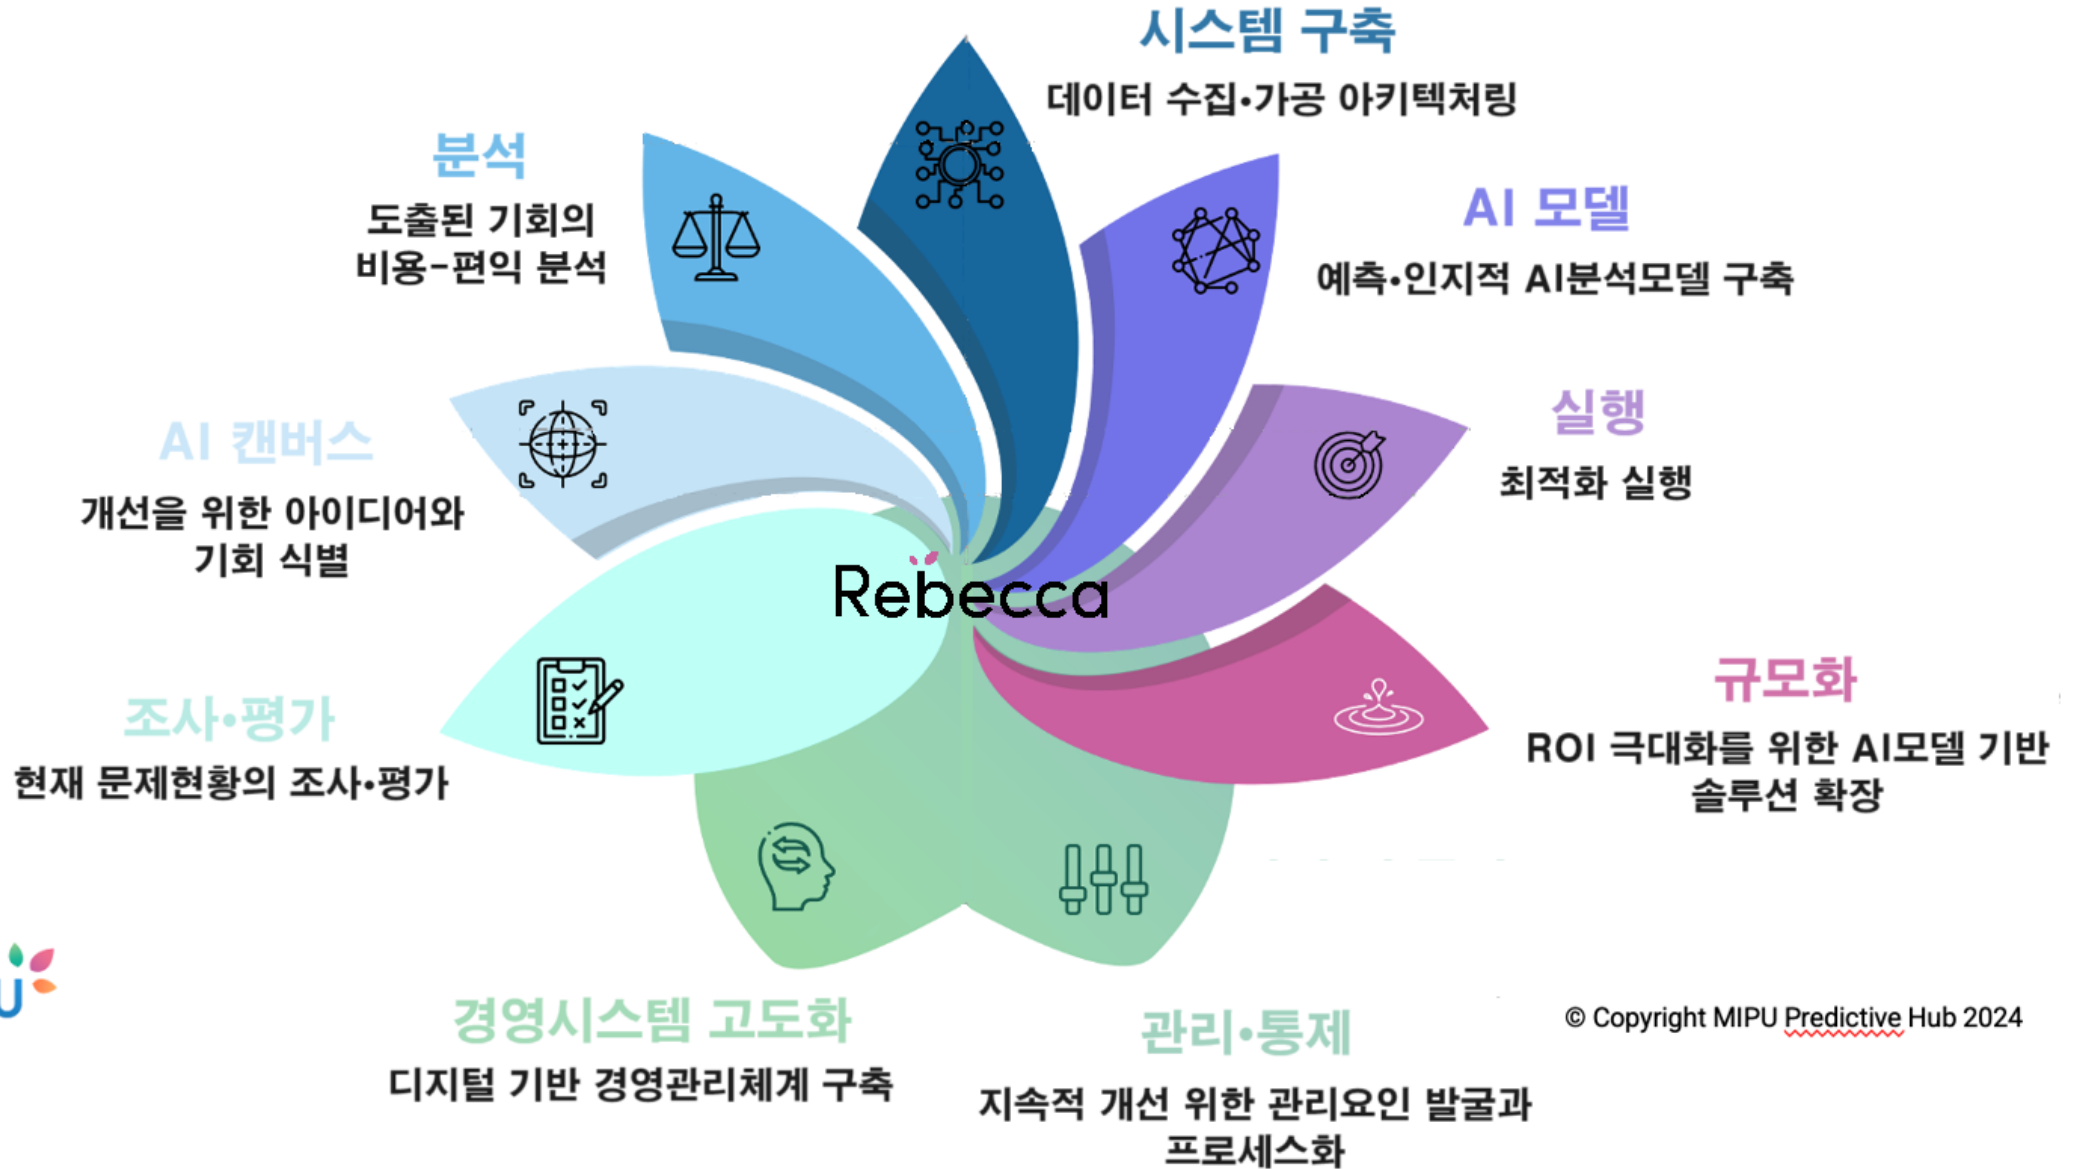 시스템 구축
데이터 수집•가공 아키텍처링
분석
도출된 기회의
비용-편익 분석
AI 모델
예측•인지적 AI분석모델 구축
AI 캔버스
개선을 위한 아이디어와
기회 식별
실행
최적화 실행
Rebecca
조사•평가
현재 문제현황의 조사•평가
규모화
ROI 극대화를 위한 AI모델 기반
솔루션 확장
경영시스템 고도화
디지털 기반 경영관리체계 구축
관리•통제
지속적 개선 위한 관리요인 발굴과
프로세스화
U
© Copyright MIPU Predictive Hub 2024